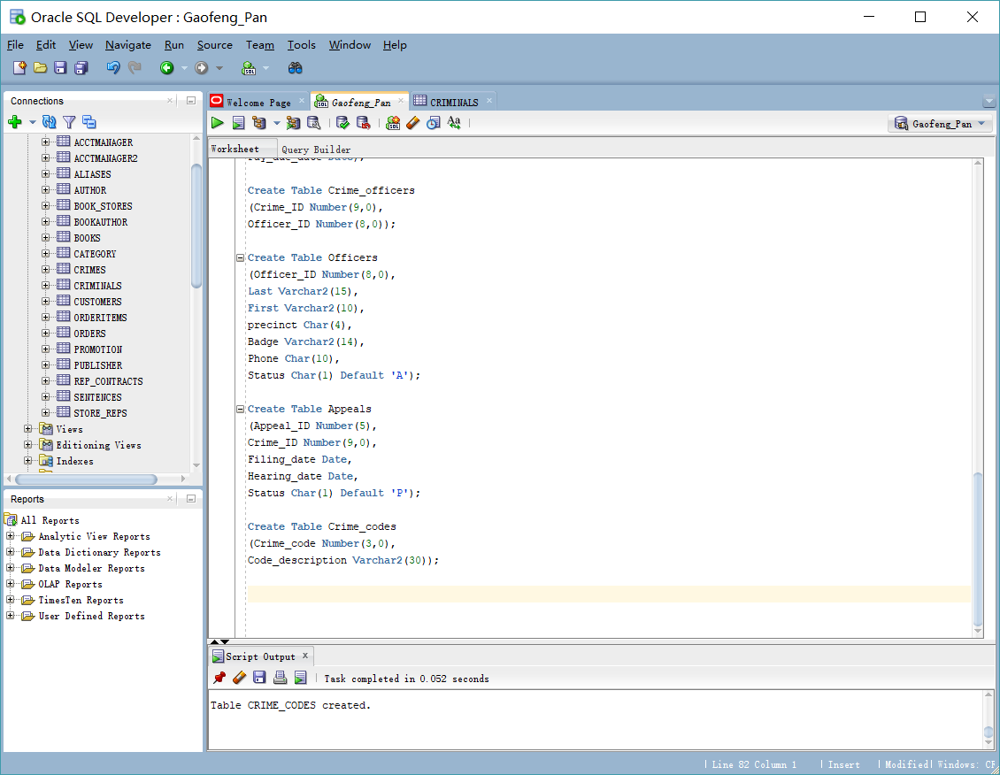 Oracle SQL Developer : Gaofeng_Pan
File Edit View Navigate Run Source Team Tools Window Help
Connections
ACCTMANAGER
ACCTMANAGER2
ALIASES
AUTHOR
BOOK_STORES
BOOKAUTHOR
BOOKS
CATEGORY
CRIMES
CRIMINALS
CUSTOMERS
ORDERITEMS
ORDERS
PROMOTION
PUBLISHER
REP_CONTRACTS
SENTENCES
STORE_REPS
Views
Editioning Views
Indexes
Reports
All Reports
Analytic View Reports
Data Dictionary Reports
Data Modeler Reports
OLAP Reports
TimesTen Reports
User Defined Reports
Welcome Page Gaofeng_Pan CRIMINALS
Gaofeng_Pan
Worksheet Query Builder
Create Table Crime_officers
(Crime_ID Number(9,0),
Officer_ID Number(8,0));
Create Table Officers
(Officer_ID Number(8,0),
Last Varchar2(15),
First Varchar2(10),
precinct Char(4),
Badge Varchar2(14),
Phone Char(10),
Status Char(1) Default 'A');
Create Table Appeals
(Appeal_ID Number(5),
Crime_ID Number(9,0),
Filing_date Date,
Hearing_date Date,
Status Char(1) Default 'P');
Create Table Crime_codes
(Crime_code Number(3,0),
Code_description Varchar2(30));
Script Output
Task completed in 0.052 seconds
Table CRIME_CODES created.
Line 82 Column 1 Insert Modified Windows: CR